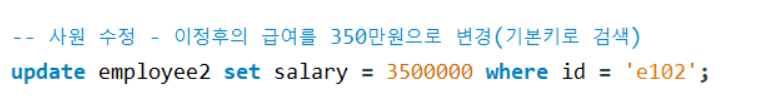 -- 사원 수정 - 이정후의 급여를 350만원으로 변경(기본키로 검색)
update employee2 set salary = 3500000 where id = 'e102';